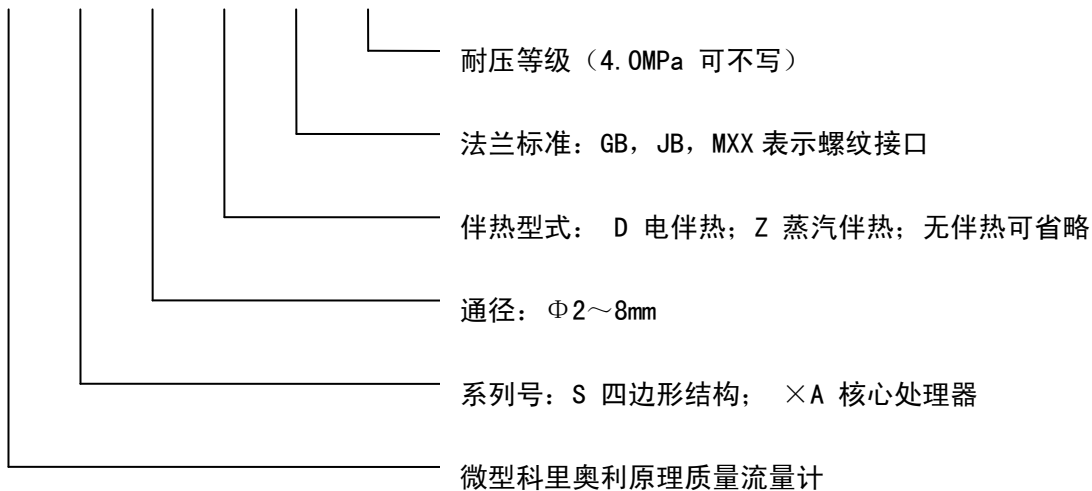 耐压等级（4.0MPa 可不写）
法兰标准：GB，JB，MXX 表示螺纹接口
伴热型式： D 电伴热；Z 蒸汽伴热；无伴热可省略
通径：Φ2～8mm
系列号：S 四边形结构； ×A 核心处理器
微型科里奥利原理质量流量计